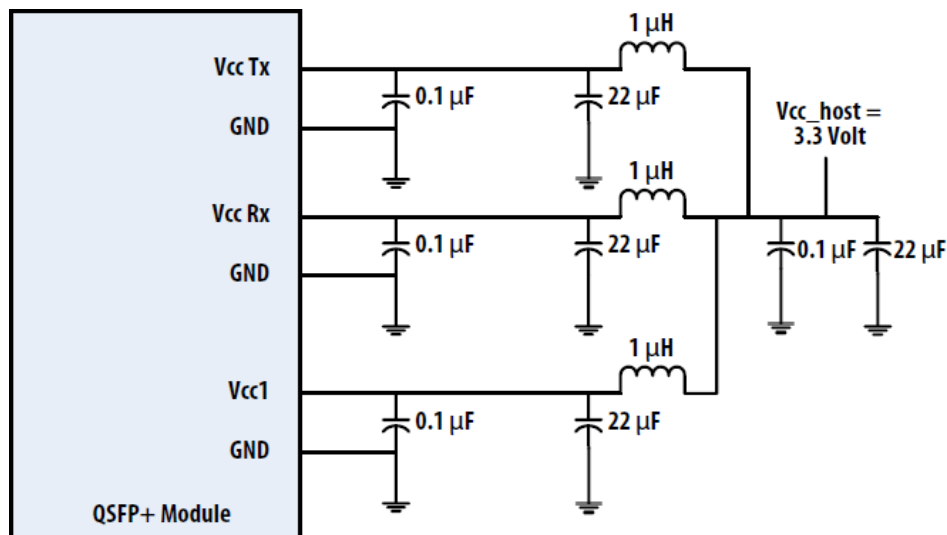 1 µH
Vcc Tx
0.1 µF
22 µF
GND
Vcc_host =
3.3 Volt
1 µH
Vcc Rx
0.1 µF
22 µF
0.1 µF
22 µF
GND
1 µH
Vcc1
0.1 µF
22 µF
GND
QSFP+ Module